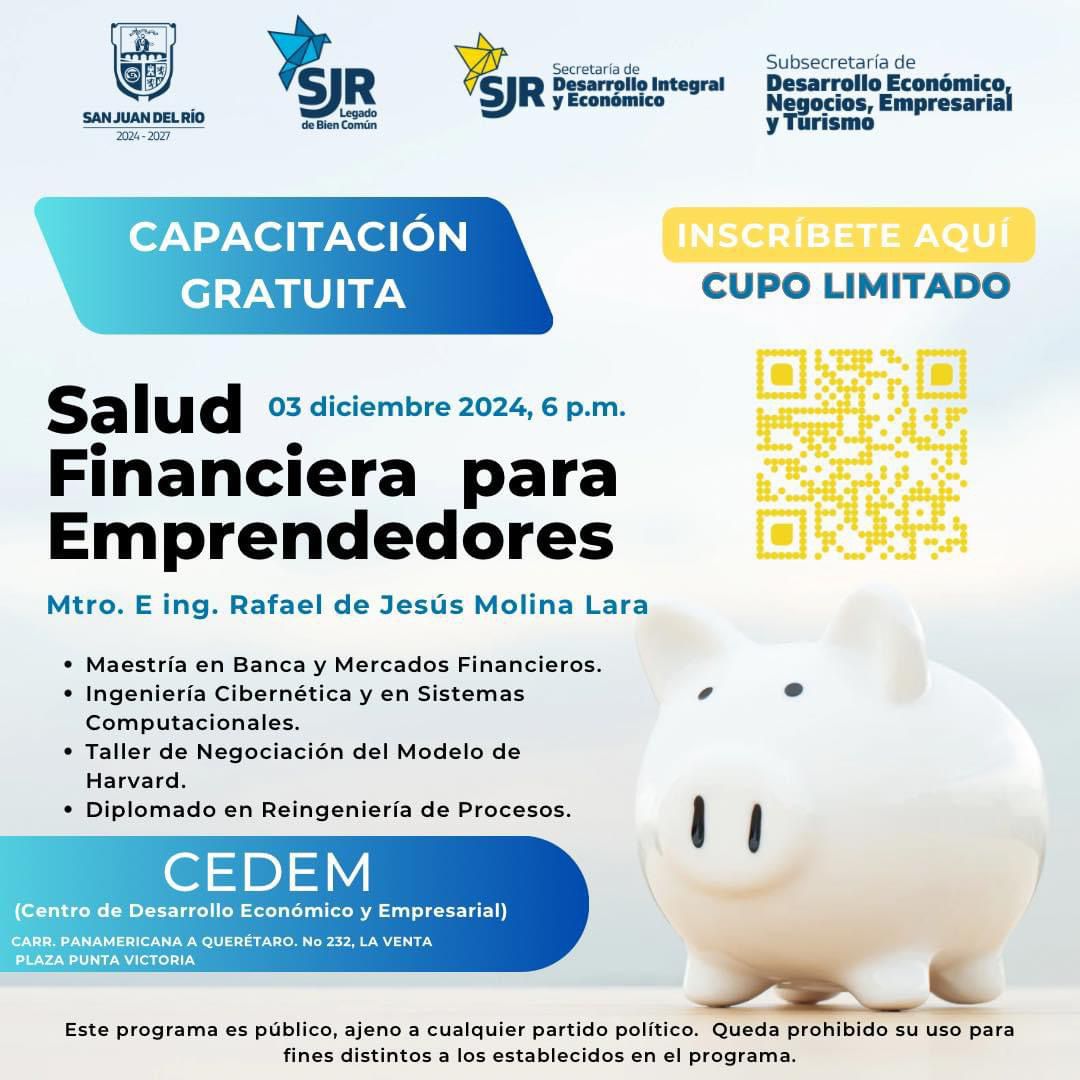 SAN JUAN DEL RÍO
2024 - 2027
SJR
Legado
de Bien Común
SJR
Secretaría de
Desarrollo Integral
y Económico
Subsecretaría de
Desarrollo Económico,
Negocios, Empresarial
y Turismo
CAPACITACIÓN
GRATUITA
INSCRÍBETE AQUÍ
CUPO LIMITADO
Salud
03 diciembre 2024, 6 p.m.
Financiera para
Emprendedores
Mtro. E ing. Rafael de Jesús Molina Lara
• Maestría en Banca y Mercados Financieros.
• Ingeniería Cibernética y en Sistemas
Computacionales.
• Taller de Negociación del Modelo de
Harvard.
• Diplomado en Reingeniería de Procesos.
CEDEM
(Centro de Desarrollo Económico y Empresarial)
CARR. PANAMERICANA A QUERÉTARO. No 232, LA VENTA
PLAZA PUNTA VICTORIA
Este programa es público, ajeno a cualquier partido político. Queda prohibido su uso para
fines distintos a los establecidos en el programa.